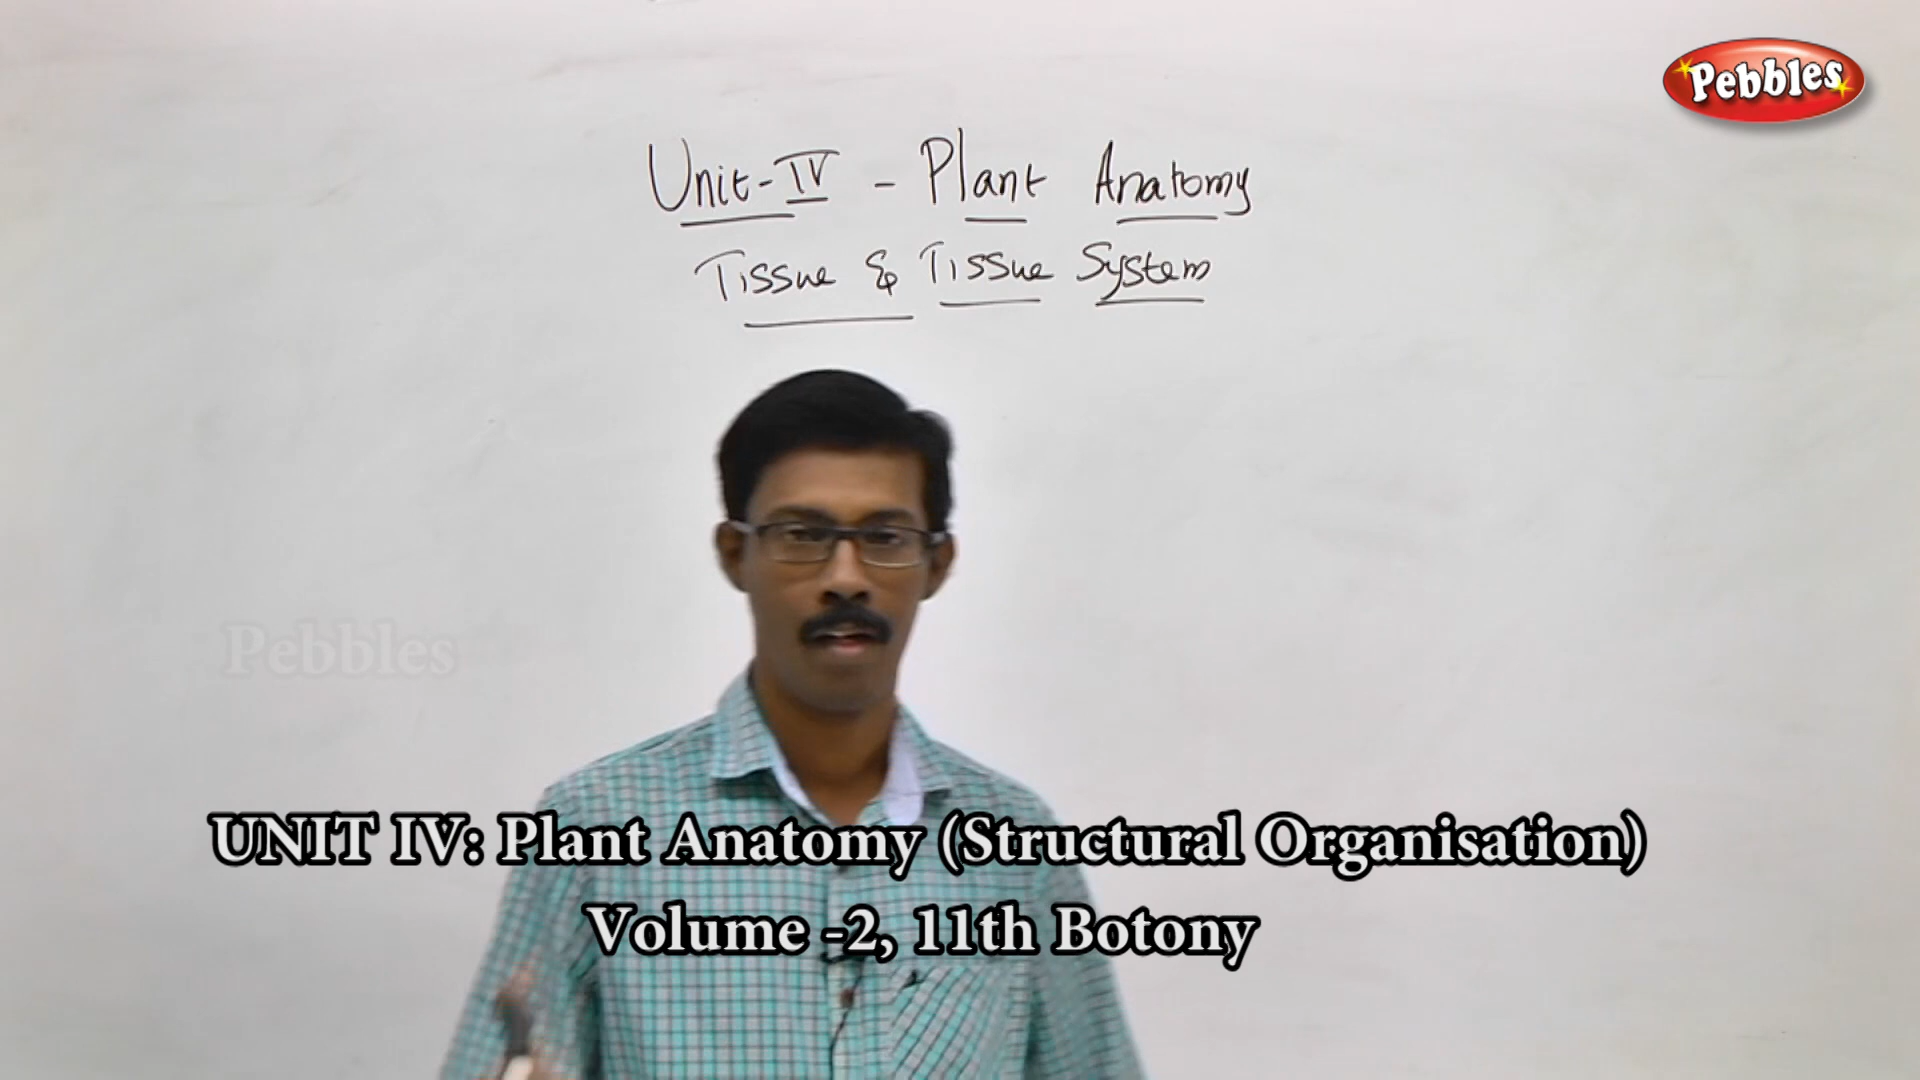 Pebbles
Unit-IV - Plant Anatomy
Tissue & Tissue System
Pebbles
UNIT IV: Plant Anatomy (Structural Organisation)
Volume -2, 11th Botony